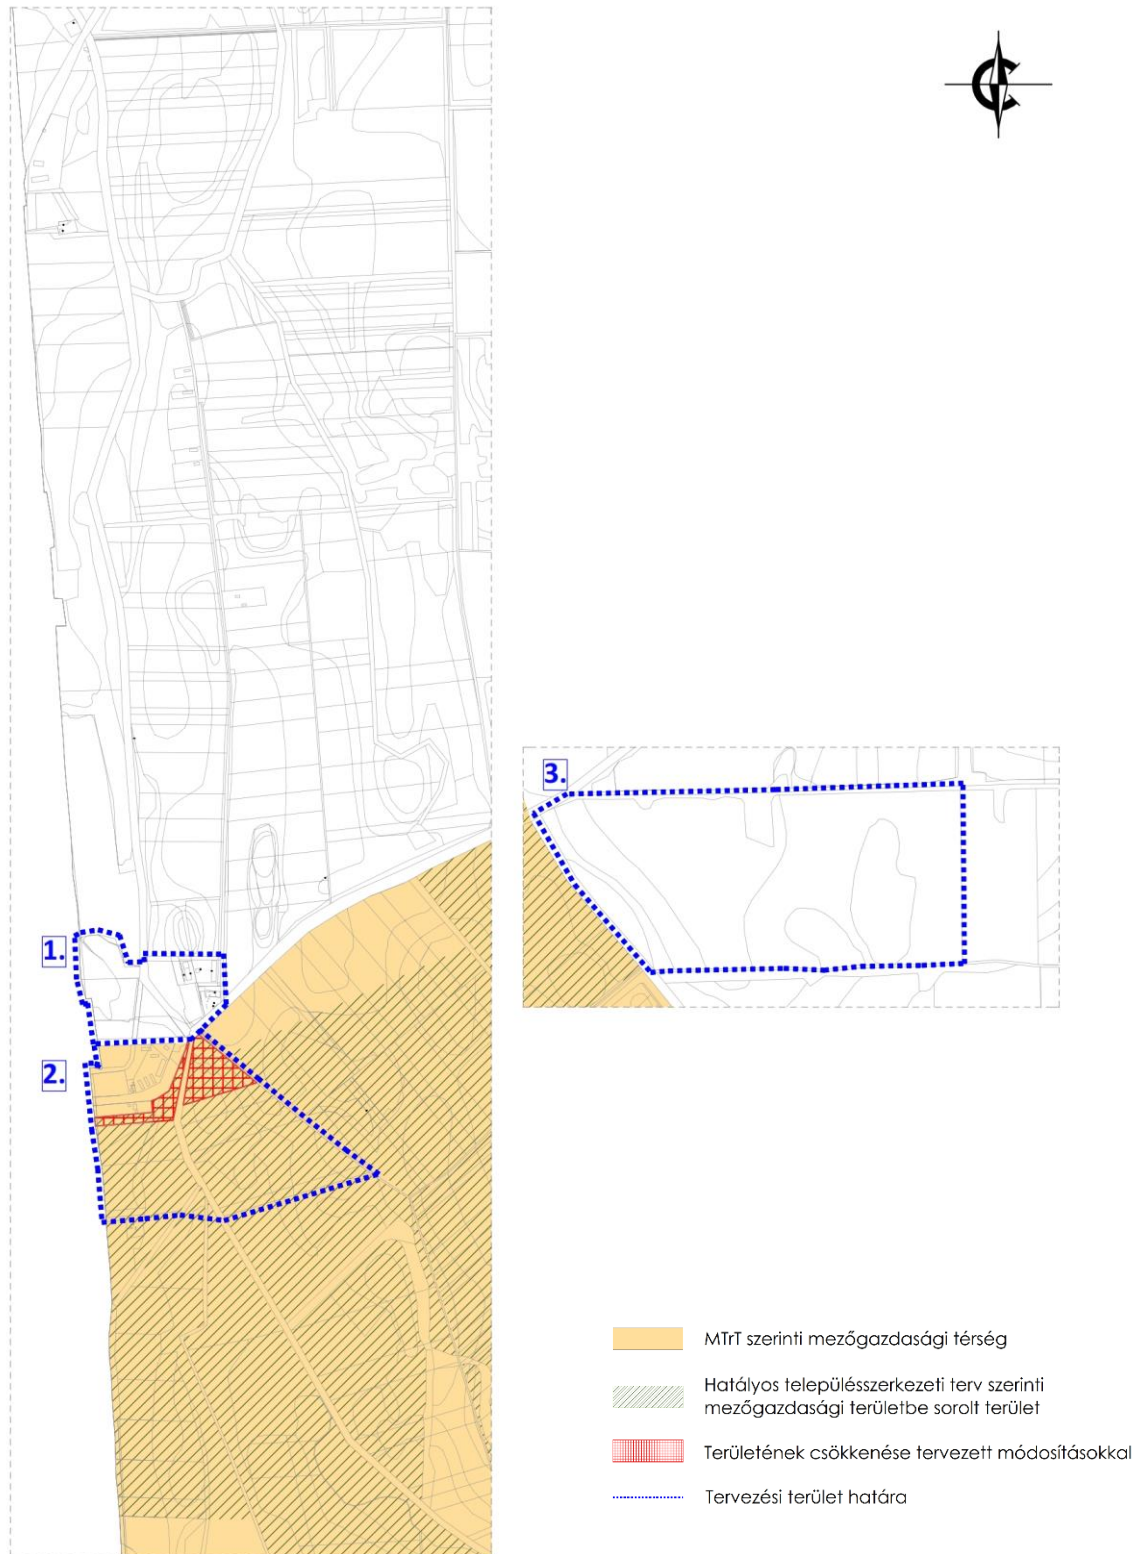 3.
1.
2.
MTrT szerinti mezőgazdasági térség
Hatályos településszerkezeti terv szerinti
mezőgazdasági területbe sorolt terület
Területének csökkenése tervezett módosításokkal
Tervezési terület határa